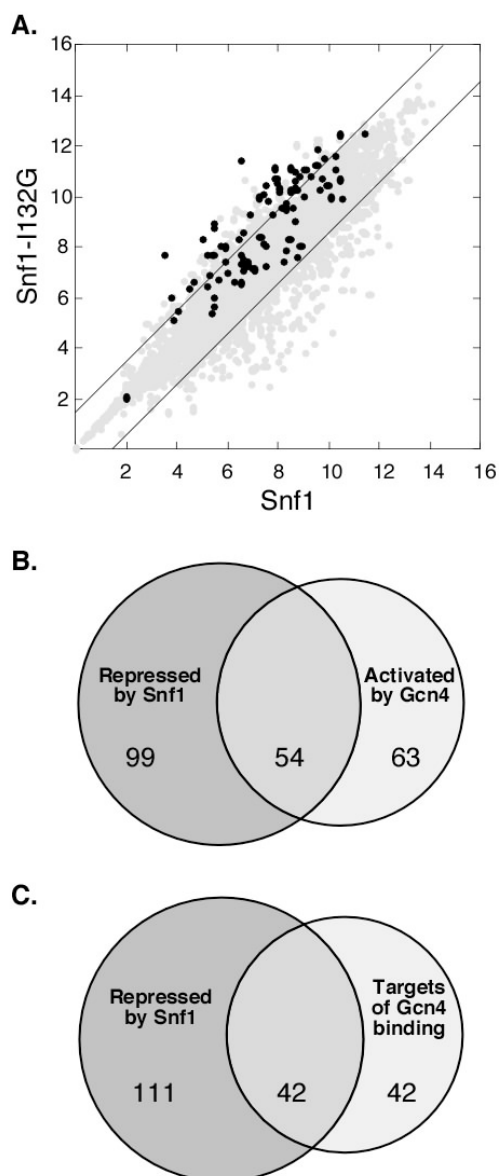 A.
16
14
12
10
8
6
4
2
Snf1-I132G
2 4 6 8 10 12 14 16
Snf1
B.
Repressed
by Snf1
Activated
by Gcn4
99 54 63
C.
Repressed
by Snf1
Targets
of Gcn4
binding
111 42 42